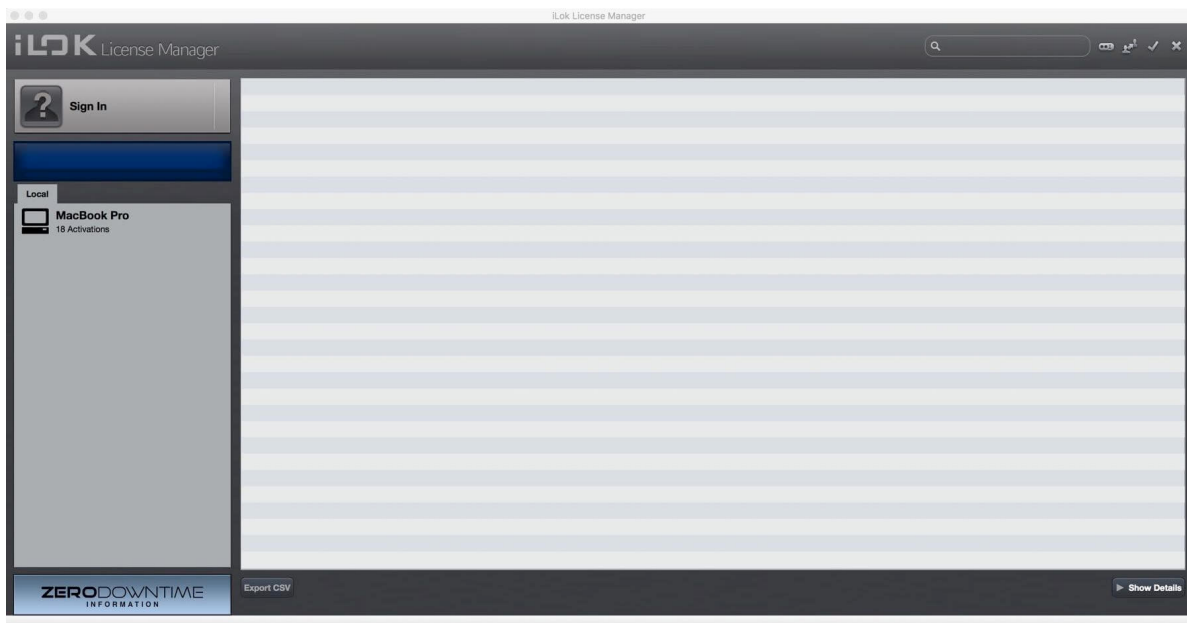 iLok License Manager
iLOK License Manager
?
Sign In
Local
MacBook Pro
18 Activations
ZERODOWNTIME
INFORMATION
Export CSV
Show Details